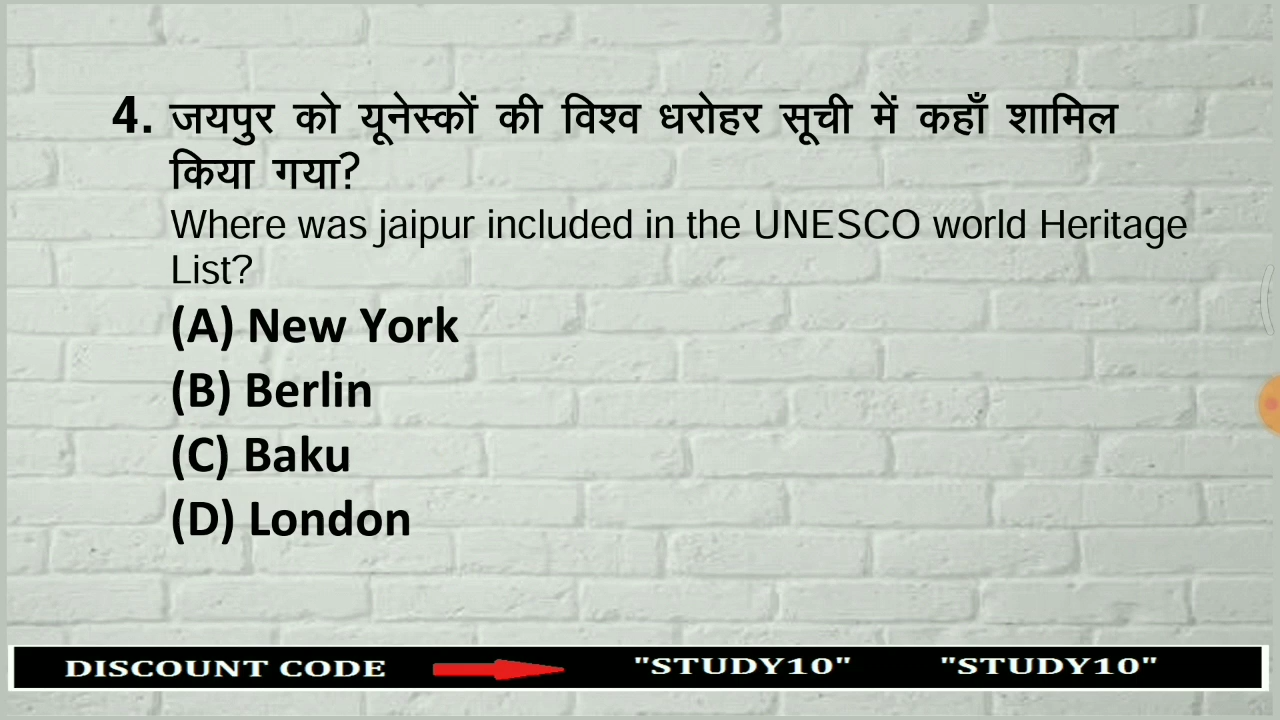 4. जयपुर को यूनेस्कों की विश्व धरोहर सूची में कहाँ शामिल
किया गया?
Where was jaipur included in the UNESCO world Heritage
List?
(A) New York
(B) Berlin
(C) Baku
(D) London
DISCOUNT CODE "STUDY10" "STUDY10"